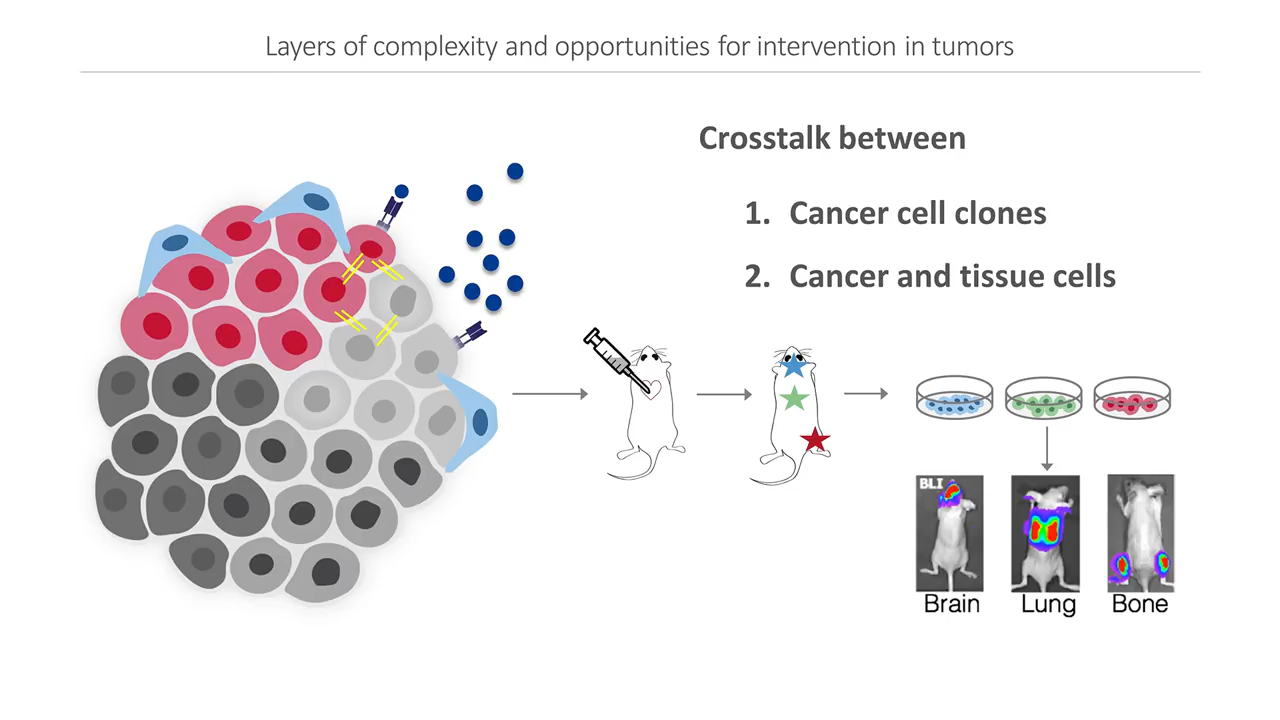 Layers of complexity and opportunities for intervention in tumors
Crosstalk between
1. Cancer cell clones
2. Cancer and tissue cells
BLI
Brain
Lung
Bone